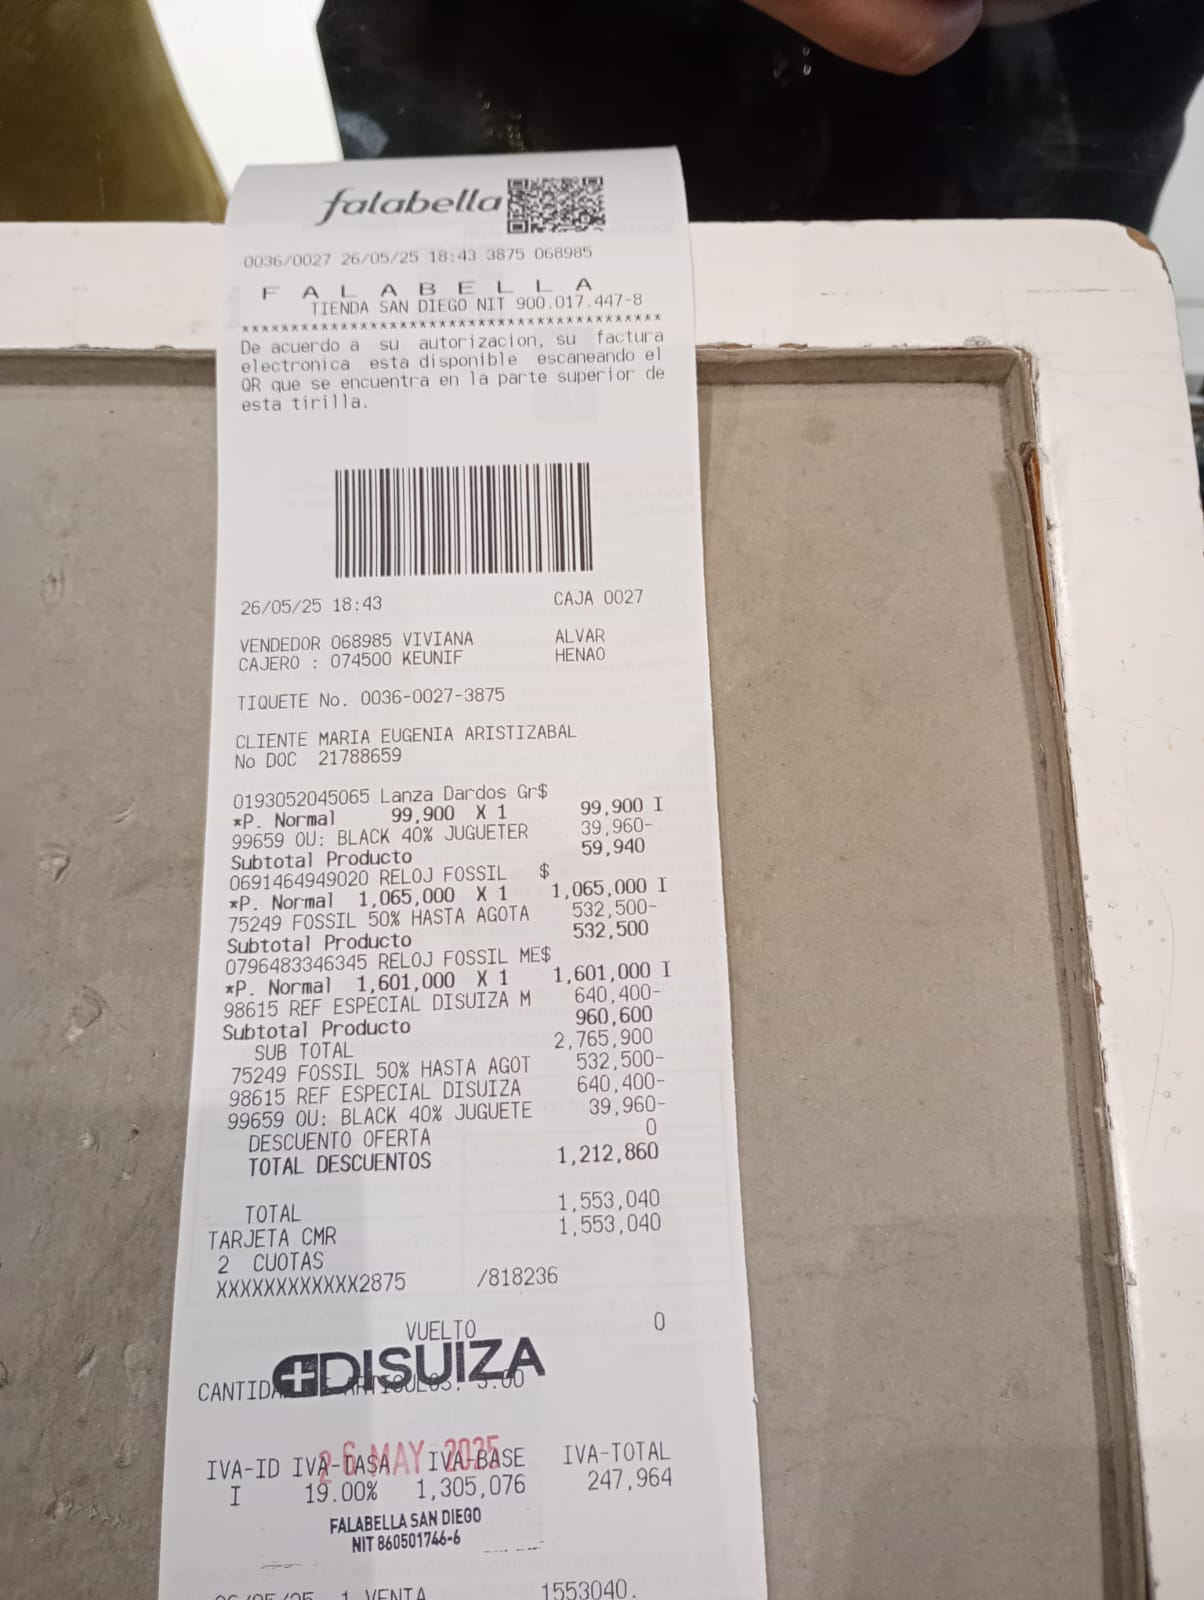 falabella
0036/0027 26/05/25 18:43 3875 068985
F A L A B E L L A
TIENDA SAN DIEGO NIT 900.017.447-8
*****************************************
De acuerdo a su autorizacion, su factura
electronica esta disponible escaneando el
QR que se encuentra en la parte superior de
esta tirilla.
26/05/25 18:43 CAJA 0027
VENDEDOR 068985 VIVIANA ALVAR
CAJERO : 074500 KEUNIF HENAO
TIQUETE No. 0036-0027-3875
CLIENTE MARIA EUGENIA ARISTIZABAL
No DOC 21788659
0193052045065 Lanza Dardos Gr$
*P. Normal 99,900 X 1 99,900 I
99659 OU: BLACK 40% JUGUETER 39,960-
Subtotal Producto 59,940
0691464949020 RELOJ FOSSIL $
*P. Normal 1,065,000 X 1 1,065,000 I
75249 FOSSIL 50% HASTA AGOTA 532,500-
Subtotal Producto 532,500
0796483346345 RELOJ FOSSIL ME$
*P. Normal 1,601,000 X 1 1,601,000 I
98615 REF ESPECIAL DISUIZA M 640,400-
Subtotal Producto 960,600
SUB TOTAL 2,765,900
75249 FOSSIL 50% HASTA AGOT 532,500-
98615 REF ESPECIAL DISUIZA 640,400-
99659 OU: BLACK 40% JUGUETE 39,960-
DESCUENTO OFERTA 0
TOTAL DESCUENTOS 1,212,860
TOTAL 1,553,040
TARJETA CMR 1,553,040
2 CUOTAS
XXXXXXXXXXXX2875 /818236
VUELTO 0
DISUIZA
26 MAY 2025
IVA-ID IVA-TASA IVA-BASE IVA-TOTAL
I 19.00% 1,305,076 247,964
FALABELLA SAN DIEGO
NIT 860501746-6
1 VENTA 1553040.